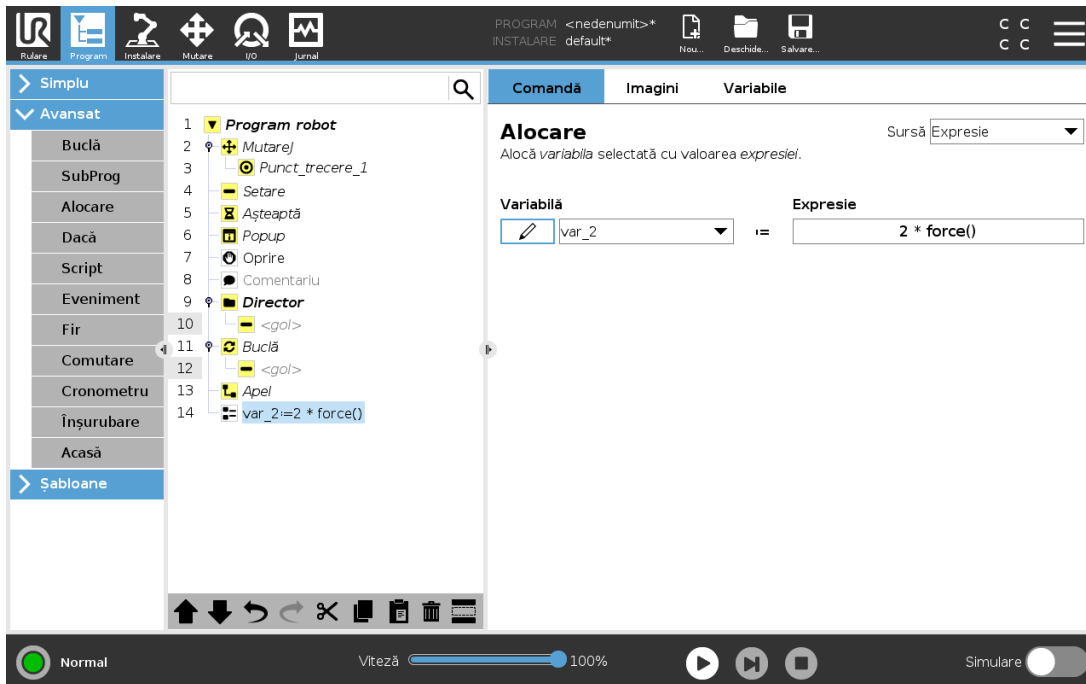 Rulare
Program
Instalare
Mutare
I/O
Jurnal
PROGRAM <nedenumit>*
INSTALARE default*
Nou...
Deschide...
Salvare...
C C
C C
Simplu
Avansat
Buclă
SubProg
Alocare
Dacă
Script
Eveniment
Fir
Comutare
Cronometru
Înșurubare
Acasă
Șabloane
1 Program robot
2 MutareJ
3 Punct_trecere_1
4 Setare
5 Așteaptă
6 Popup
7 Oprire
8 Comentariu
9 Director
10 <gol>
11 Buclă
12 <gol>
13 Apel
14 var_2:=2 * force()
Comandă Imagini Variabile
Alocare
Sursă Expresie
Alocă variabila selectată cu valoarea expresiei.
Variabilă Expresie
var_2 := 2 * force()
Normal
Viteză 100%
Simulare